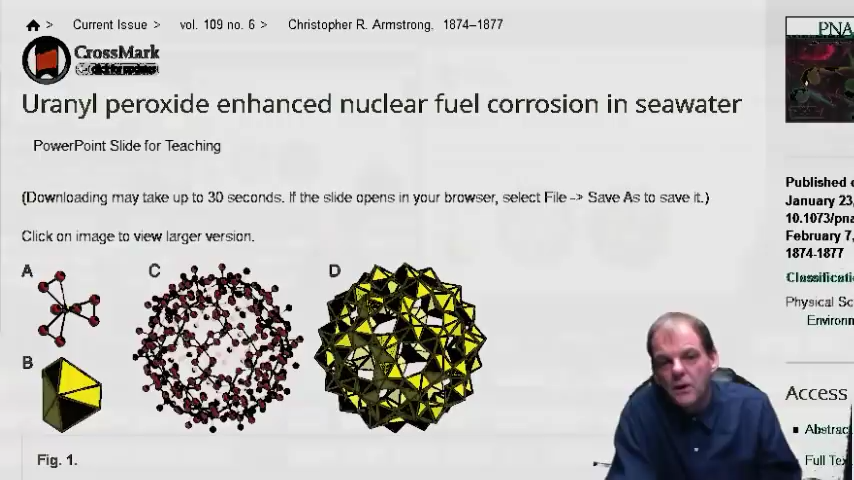 > Current Issue > vol. 109 no. 6 > Christopher R. Armstrong, 1874–1877
CrossMark
Uranyl peroxide enhanced nuclear fuel corrosion in seawater
PowerPoint Slide for Teaching
(Downloading may take up to 30 seconds. If the slide opens in your browser, select File -> Save As to save it.)
Click on image to view larger version.
A
C
D
B
Fig. 1.
PNA
Published
January 23,
10.1073/pna
February 7,
1874-1877
Classificati
Physical Sc
Environm
Access
Abstrac
Full Tex